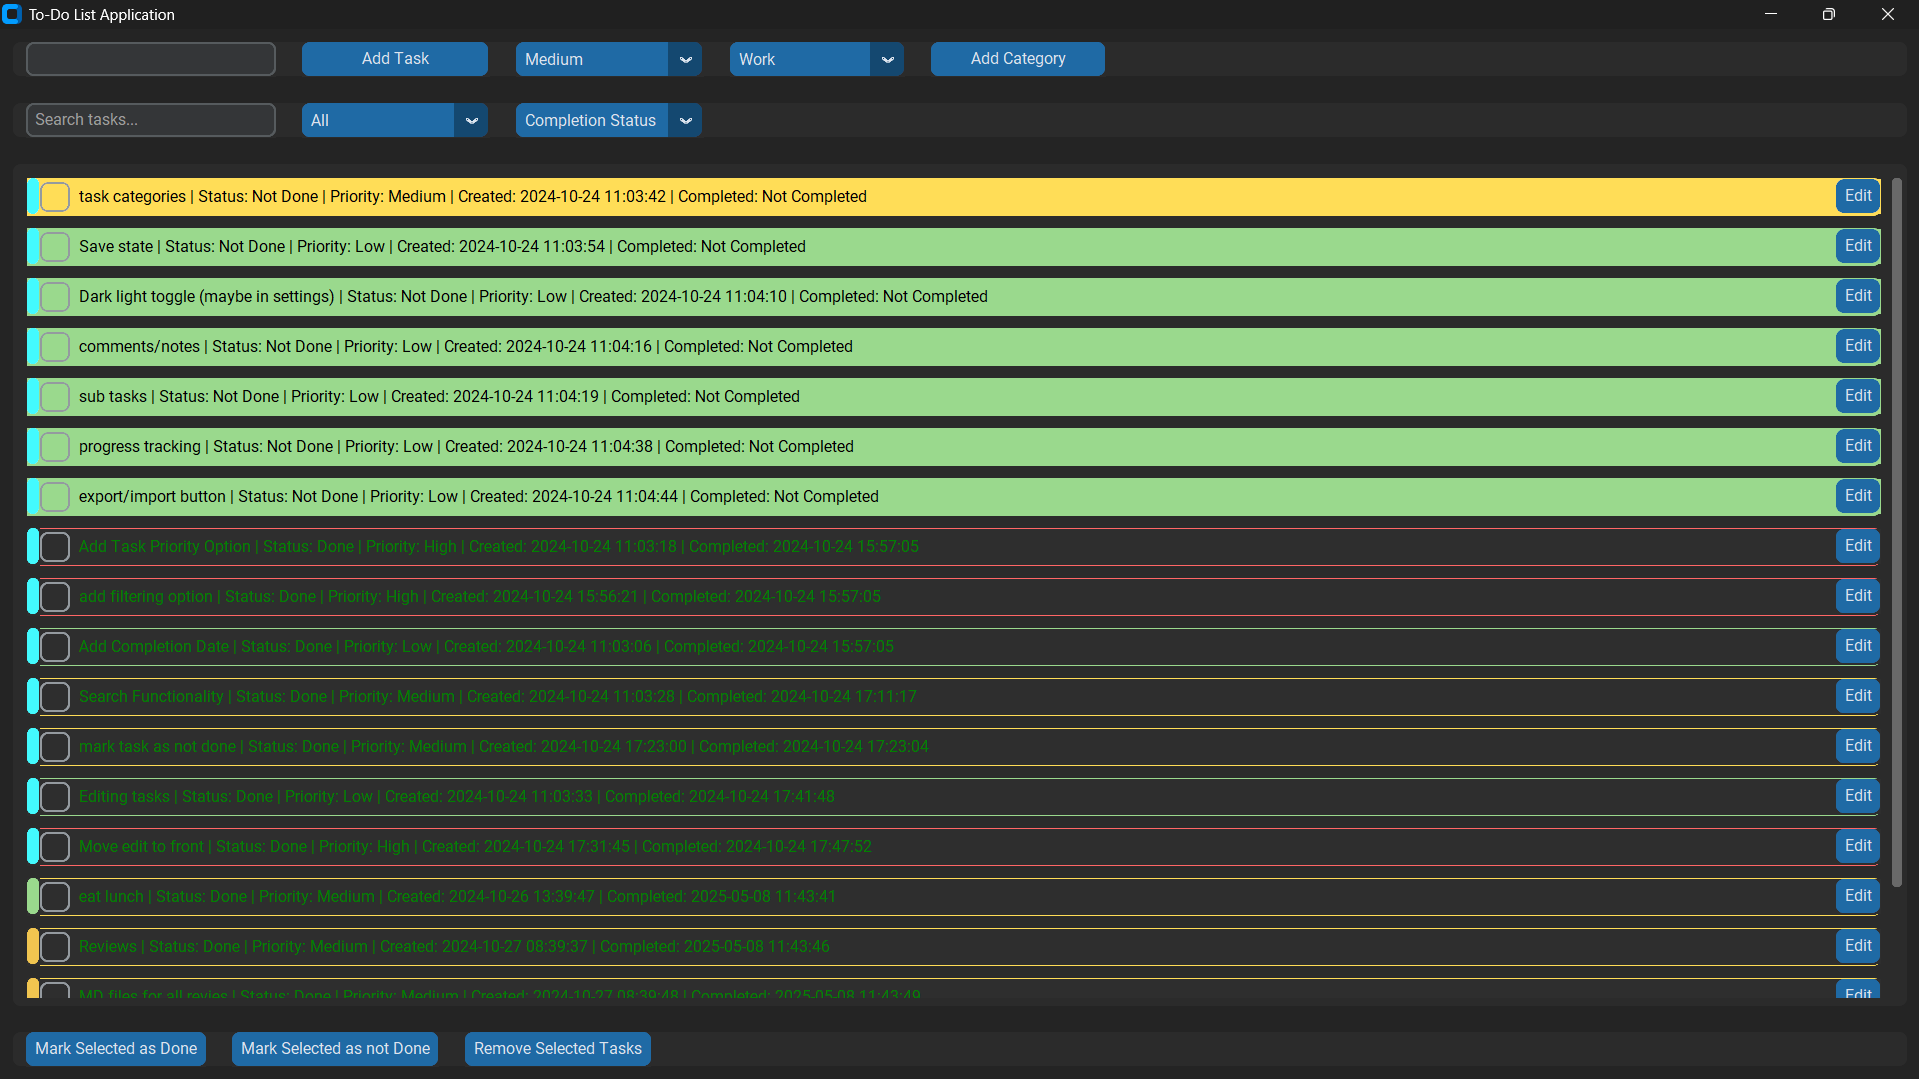 To-Do List Application
Add Task Medium Work Add Category
Search tasks... All Completion Status
task categories | Status: Not Done | Priority: Medium | Created: 2024-10-24 11:03:42 | Completed: Not Completed Edit
Save state | Status: Not Done | Priority: Low | Created: 2024-10-24 11:03:54 | Completed: Not Completed Edit
Dark light toggle (maybe in settings) | Status: Not Done | Priority: Low | Created: 2024-10-24 11:04:10 | Completed: Not Completed Edit
comments/notes | Status: Not Done | Priority: Low | Created: 2024-10-24 11:04:16 | Completed: Not Completed Edit
sub tasks | Status: Not Done | Priority: Low | Created: 2024-10-24 11:04:19 | Completed: Not Completed Edit
progress tracking | Status: Not Done | Priority: Low | Created: 2024-10-24 11:04:38 | Completed: Not Completed Edit
export/import button | Status: Not Done | Priority: Low | Created: 2024-10-24 11:04:44 | Completed: Not Completed Edit
Add Task Priority Option | Status: Done | Priority: High | Created: 2024-10-24 11:03:18 | Completed: 2024-10-24 15:57:05 Edit
add filtering option | Status: Done | Priority: High | Created: 2024-10-24 15:56:21 | Completed: 2024-10-24 15:57:05 Edit
Add Completion Date | Status: Done | Priority: Low | Created: 2024-10-24 11:03:06 | Completed: 2024-10-24 15:57:05 Edit
Search Functionality | Status: Done | Priority: Medium | Created: 2024-10-24 11:03:28 | Completed: 2024-10-24 17:11:17 Edit
mark task as not done | Status: Done | Priority: Medium | Created: 2024-10-24 17:23:00 | Completed: 2024-10-24 17:23:04 Edit
Editing tasks | Status: Done | Priority: Low | Created: 2024-10-24 11:03:33 | Completed: 2024-10-24 17:41:48 Edit
Move edit to front | Status: Done | Priority: High | Created: 2024-10-24 17:31:45 | Completed: 2024-10-24 17:47:52 Edit
eat lunch | Status: Done | Priority: Medium | Created: 2024-10-26 13:39:47 | Completed: 2025-05-08 11:43:41 Edit
Reviews | Status: Done | Priority: Medium | Created: 2024-10-27 08:39:37 | Completed: 2025-05-08 11:43:46 Edit
MD files for all revies | Status: Done | Priority: Medium | Created: 2024-10-27 08:39:48 | Completed: 2025-05-08 11:43:49 Edit
Mark Selected as Done Mark Selected as not Done Remove Selected Tasks